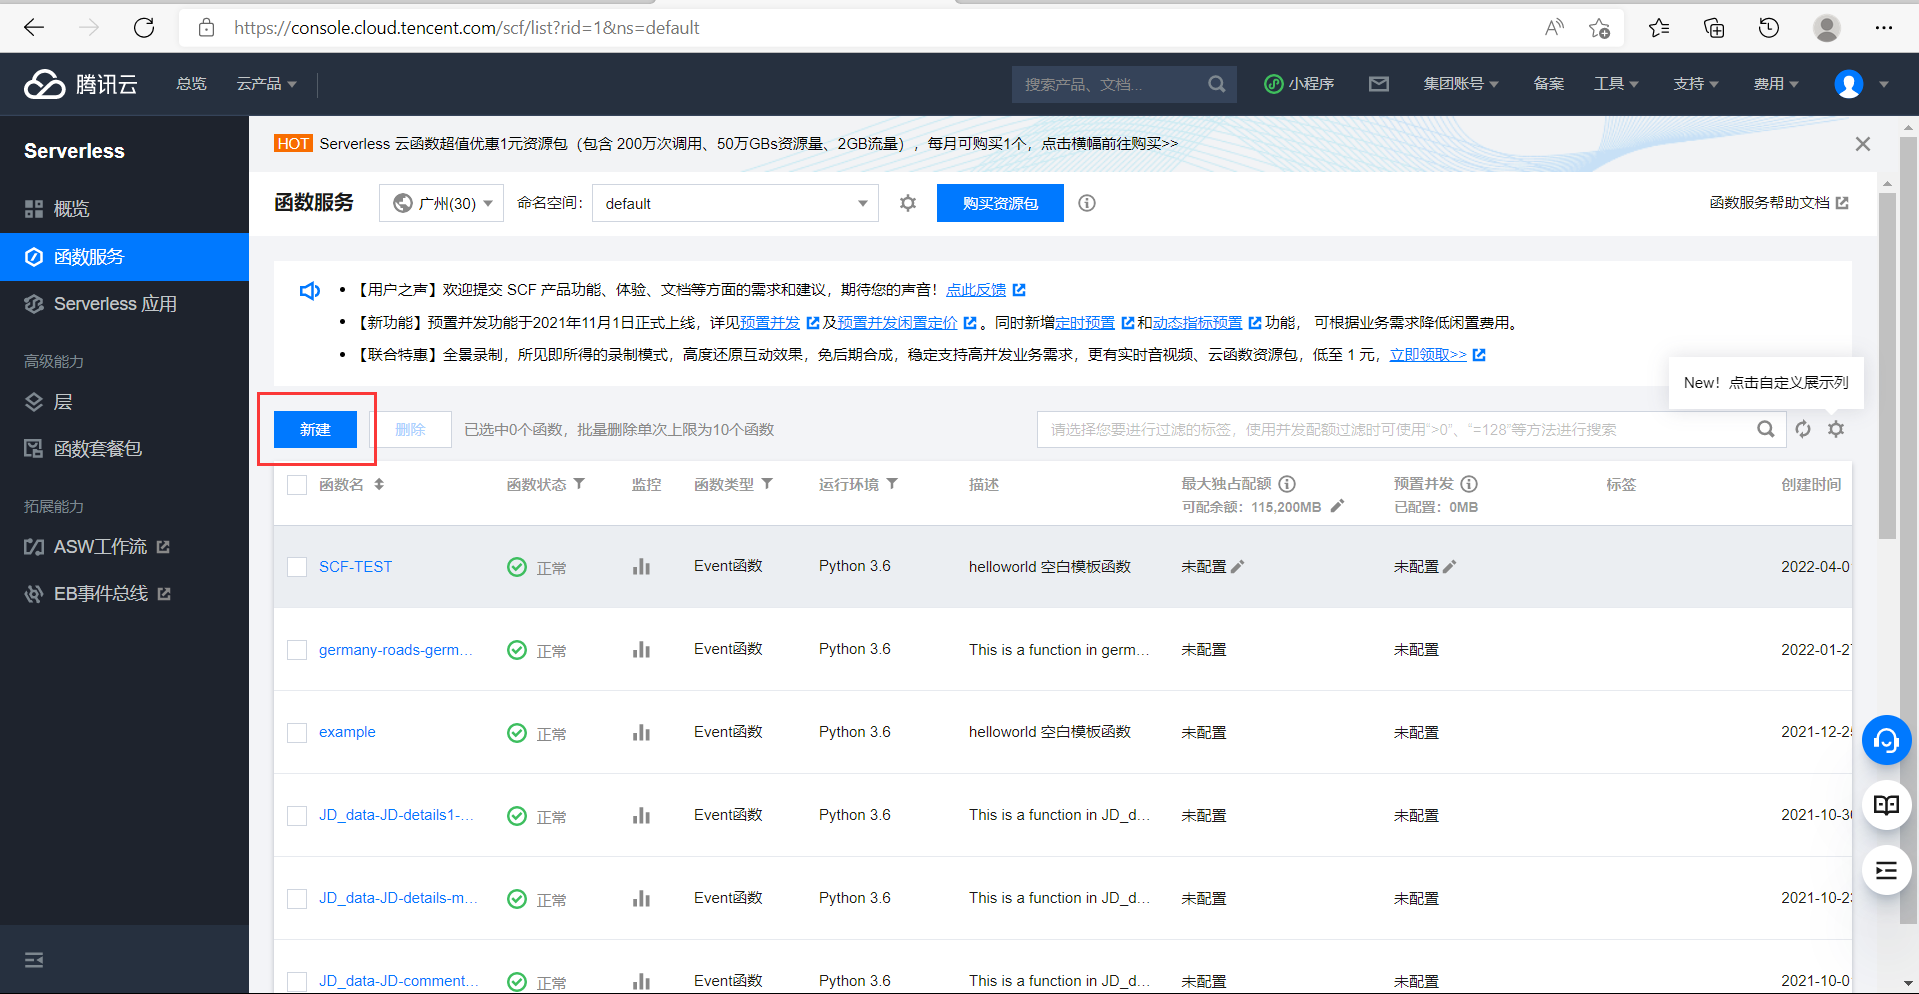 https://console.cloud.tencent.com/scf/list?rid=1&ns=default
腾讯云 总览 云产品 搜索产品、文档... 小程序 集团账号 备案 工具 支持 费用
Serverless
概览
函数服务
Serverless 应用
高级能力
层
函数套餐包
拓展能力
ASW工作流
EB事件总线
HOT Serverless 云函数超值优惠1元资源包（包含 200万次调用、50万GBs资源量、2GB流量），每月可购买1个，点击横幅前往购买>>
函数服务 广州(30) 命名空间: default 购买资源包 函数服务帮助文档
• 【用户之声】欢迎提交 SCF 产品功能、体验、文档等方面的需求和建议，期待您的声音！点此反馈
• 【新功能】预置并发功能于2021年11月1日正式上线，详见预置并发 及预置并发闲置定价 。同时新增定时预置 和动态指标预置 功能， 可根据业务需求降低闲置费用。
• 【联合特惠】全景录制，所见即所得的录制模式，高度还原互动效果，免后期合成，稳定支持高并发业务需求，更有实时音视频、云函数资源包，低至 1 元，立即领取>>
New！点击自定义展示列
新建 删除 已选中0个函数，批量删除单次上限为10个函数 请选择您要进行过滤的标签，使用并发配额过滤时可使用“>0”、“=128”等方法进行搜索
函数名 函数状态 监控 函数类型 运行环境 描述 最大独占配额 预置并发 标签 创建时间
可配余额：115,200MB 已配置：0MB
SCF-TEST 正常 Event函数 Python 3.6 helloworld 空白模板函数 未配置 未配置 2022-04-0
germany-roads-germ... 正常 Event函数 Python 3.6 This is a function in germ... 未配置 未配置 2022-01-27
example 正常 Event函数 Python 3.6 helloworld 空白模板函数 未配置 未配置 2021-12-25
JD_data-JD-details1-... 正常 Event函数 Python 3.6 This is a function in JD_d... 未配置 未配置 2021-10-30
JD_data-JD-details-m... 正常 Event函数 Python 3.6 This is a function in JD_d... 未配置 未配置 2021-10-23
JD_data-JD-comment... 正常 Event函数 Python 3.6 This is a function in JD_d... 未配置 未配置 2021-10-0